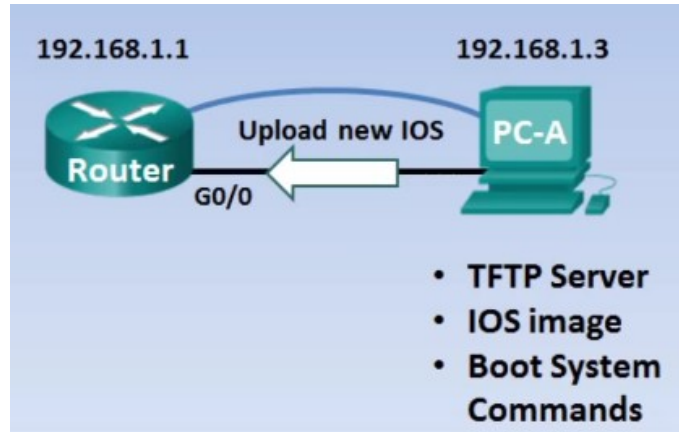 192.168.1.1
192.168.1.3
Upload new IOS
PC-A
Router
G0/0
• TFTP Server
• IOS image
• Boot System
Commands